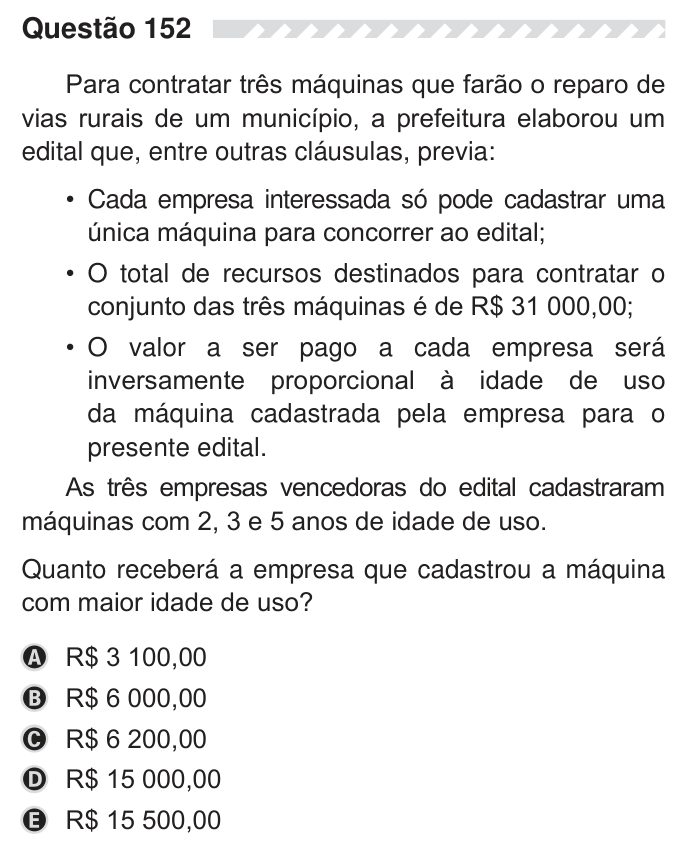 Questão 152
Para contratar três máquinas que farão o reparo de
vias rurais de um município, a prefeitura elaborou um
edital que, entre outras cláusulas, previa:
• Cada empresa interessada só pode cadastrar uma
única máquina para concorrer ao edital;
• O total de recursos destinados para contratar o
conjunto das três máquinas é de R$ 31 000,00;
• O valor a ser pago a cada empresa será
inversamente proporcional à idade de uso
da máquina cadastrada pela empresa para o
presente edital.
As três empresas vencedoras do edital cadastraram
máquinas com 2, 3 e 5 anos de idade de uso.
Quanto receberá a empresa que cadastrou a máquina
com maior idade de uso?
A R$ 3 100,00
B R$ 6 000,00
C R$ 6 200,00
D R$ 15 000,00
E R$ 15 500,00